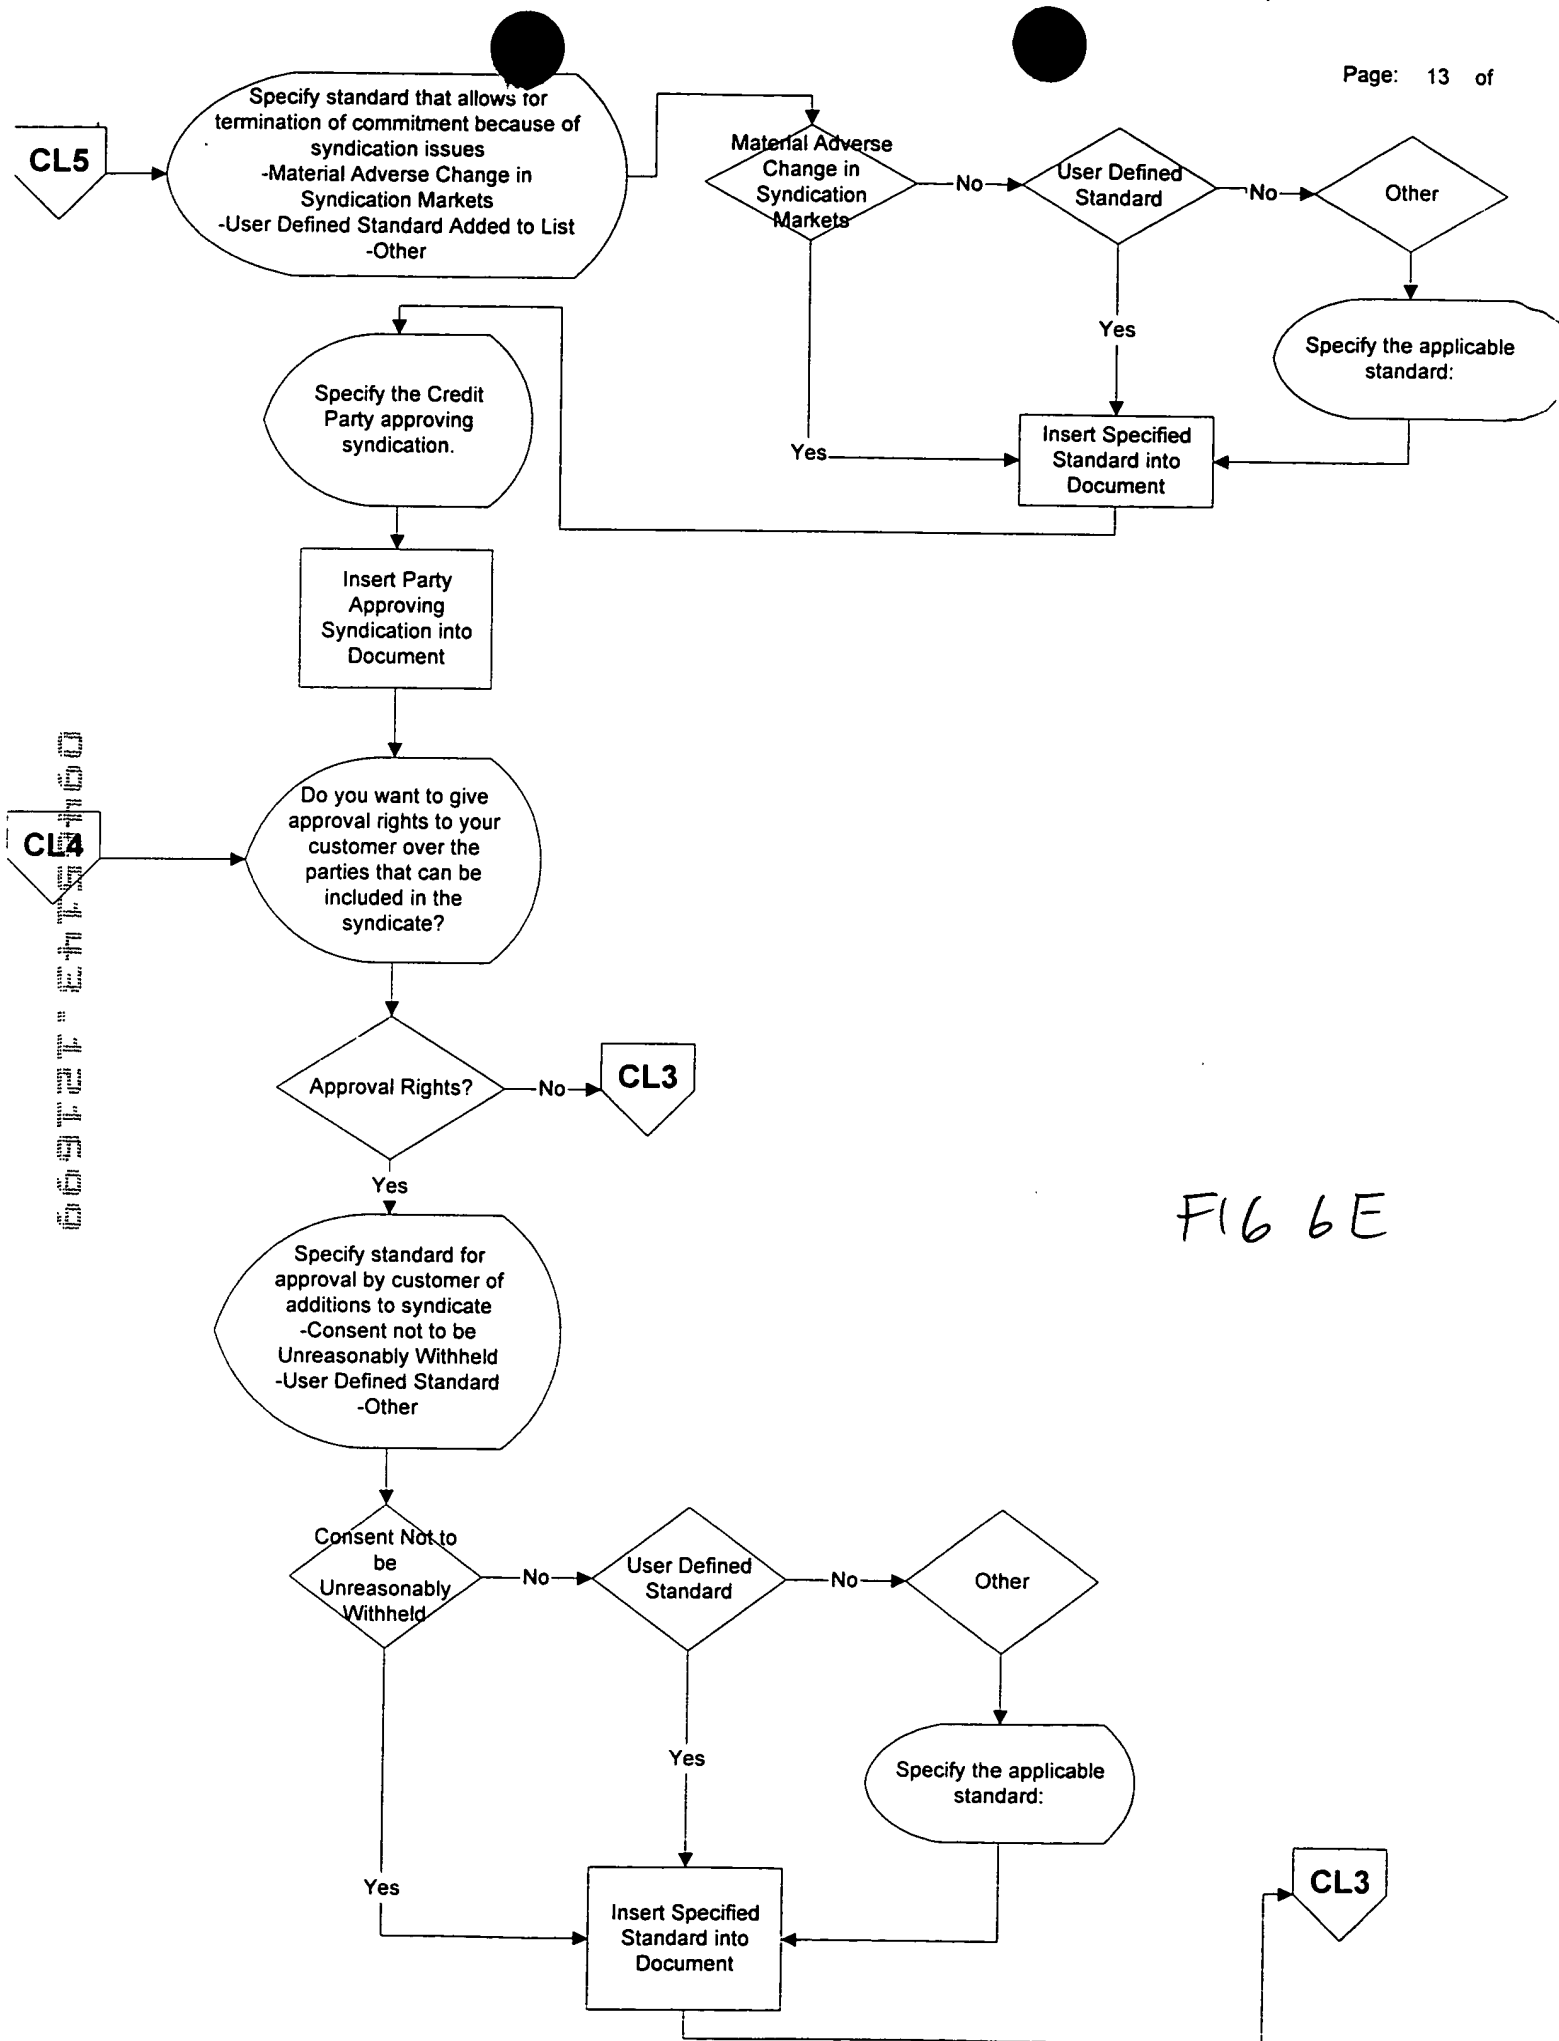 Page: 13 of
CL5
Specify standard that allows for
termination of commitment because of
syndication issues
-Material Adverse Change in
Syndication Markets
-User Defined Standard Added to List
-Other
Material Adverse
Change in
Syndication
Markets
No
User Defined
Standard
No
Other
Yes
Yes
Specify the applicable
standard:
Insert Specified
Standard into
Document
Specify the Credit
Party approving
syndication.
Insert Party
Approving
Syndication into
Document
CL4
Do you want to give
approval rights to your
customer over the
parties that can be
included in the
syndicate?
Approval Rights?
No
CL3
Yes
Specify standard for
approval by customer of
additions to syndicate
-Consent not to be
Unreasonably Withheld
-User Defined Standard
-Other
Consent Not to
be
Unreasonably
Withheld
No
User Defined
Standard
No
Other
Yes
Yes
Specify the applicable
standard:
Insert Specified
Standard into
Document
CL3
FIG 6E